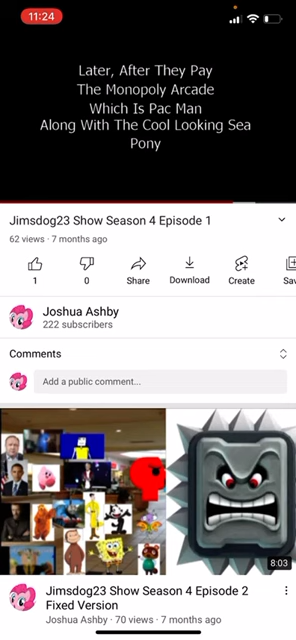 11:24
Later, After They Pay
The Monopoly Arcade
Which Is Pac Man
Along With The Cool Looking Sea
Pony
Jimsdog23 Show Season 4 Episode 1
62 views · 7 months ago
1
0
Share
Download
Create
Sav
Joshua Ashby
222 subscribers
Comments
Add a public comment...
8:03
Jimsdog23 Show Season 4 Episode 2
Fixed Version
Joshua Ashby · 70 views · 7 months ago